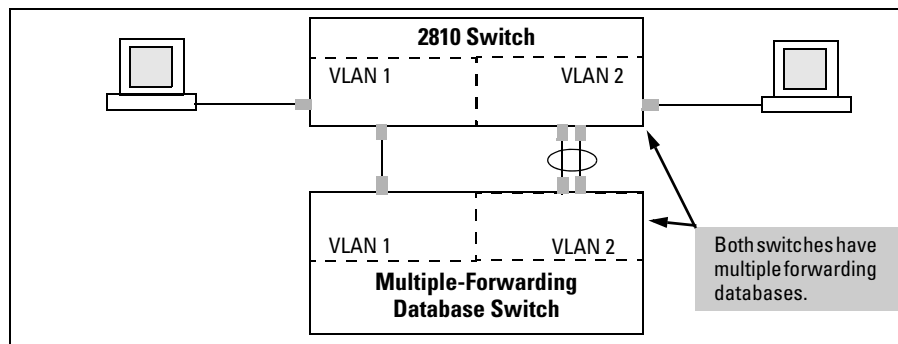 2810 Switch
VLAN 1
VLAN 2
VLAN 1
VLAN 2
Multiple-Forwarding
Database Switch
Both switches have
multiple forwarding
databases.